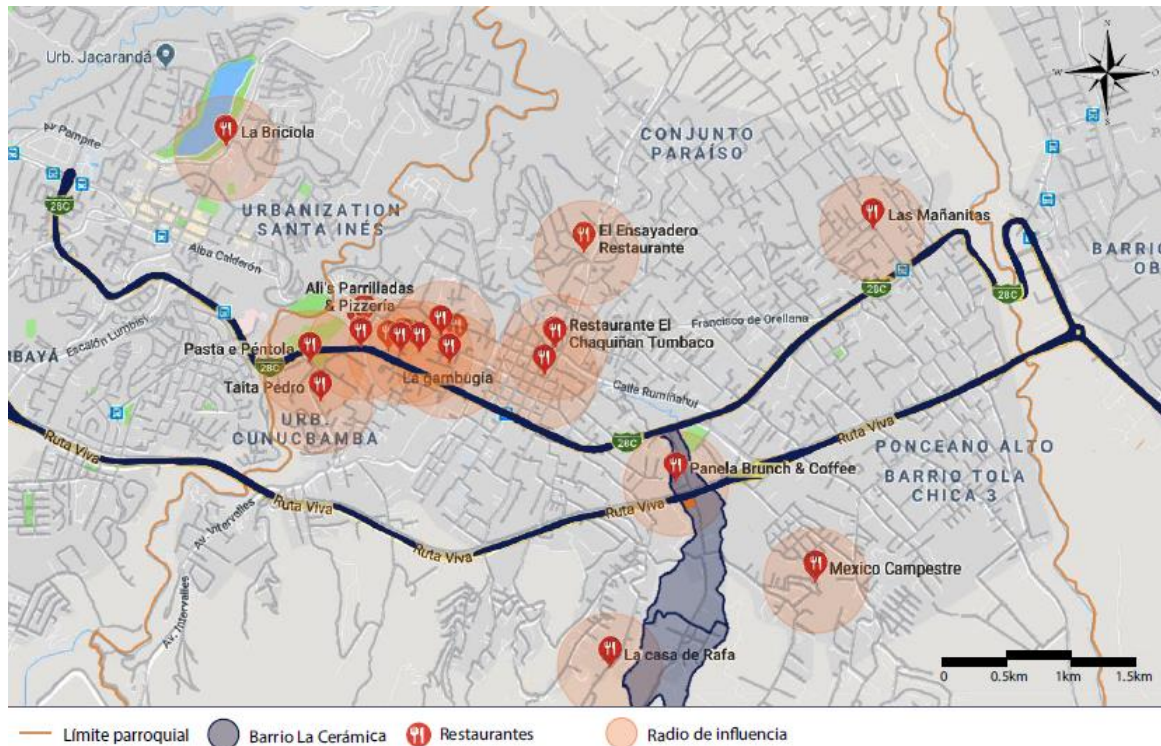 Urb. Jacarandá
N
W
O
S
Av Pampite
La Briciola
CONJUNTO
PARAÍSO
28C
URBANIZATION
SANTA INÉS
El Ensayadero
Restaurante
Las Mañanitas
BARRIO
OB
Alba Calderón
28C
28C
Ali's Parrilladas
& Pizzería
Francisco de Orellana
Restaurante El
Chaquiñan Tumbaco
Escalón Lumbisí
MBAYÁ
Pasta e Péntola
28C
Taita Pedro
La gambugia
Calle Rumiñahui
URB.
CUNUCBAMBA
28C
Ruta Viva
Ruta Viva
PONCEANO ALTO
Panela Brunch & Coffee
BARRIO TOLA
CHICA 3
Ruta Viva
Ruta Viva
Av. Vitervalles
Ruta Viva
Ruta Viva
Mexico Campestre
Av. Intervalles
La casa de Rafa
0
0.5km
1km
1.5km
Límite parroquial
Barrio La Cerámica
Restaurantes
Radio de influencia